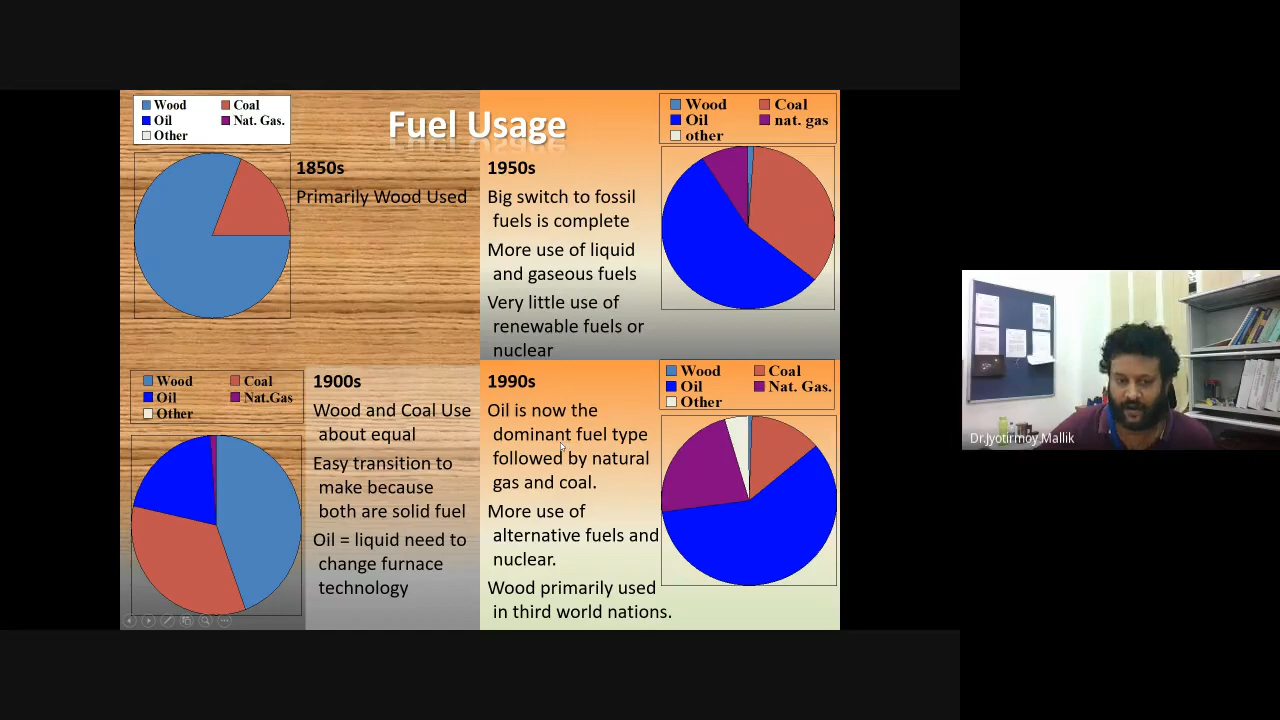 Fuel Usage
Wood Coal
Oil Nat. Gas.
Other
1850s
Primarily Wood Used
Wood Coal
Oil nat. gas
other
1950s
Big switch to fossil
fuels is complete
More use of liquid
and gaseous fuels
Very little use of
renewable fuels or
nuclear
Wood Coal
Oil Nat.Gas
Other
1900s
Wood and Coal Use
about equal
Easy transition to
make because
both are solid fuel
Oil = liquid need to
change furnace
technology
Wood Coal
Oil Nat. Gas.
Other
1990s
Oil is now the
dominant fuel type
followed by natural
gas and coal.
More use of
alternative fuels and
nuclear.
Wood primarily used
in third world nations.
Dr.Jyotirmoy.Mallik